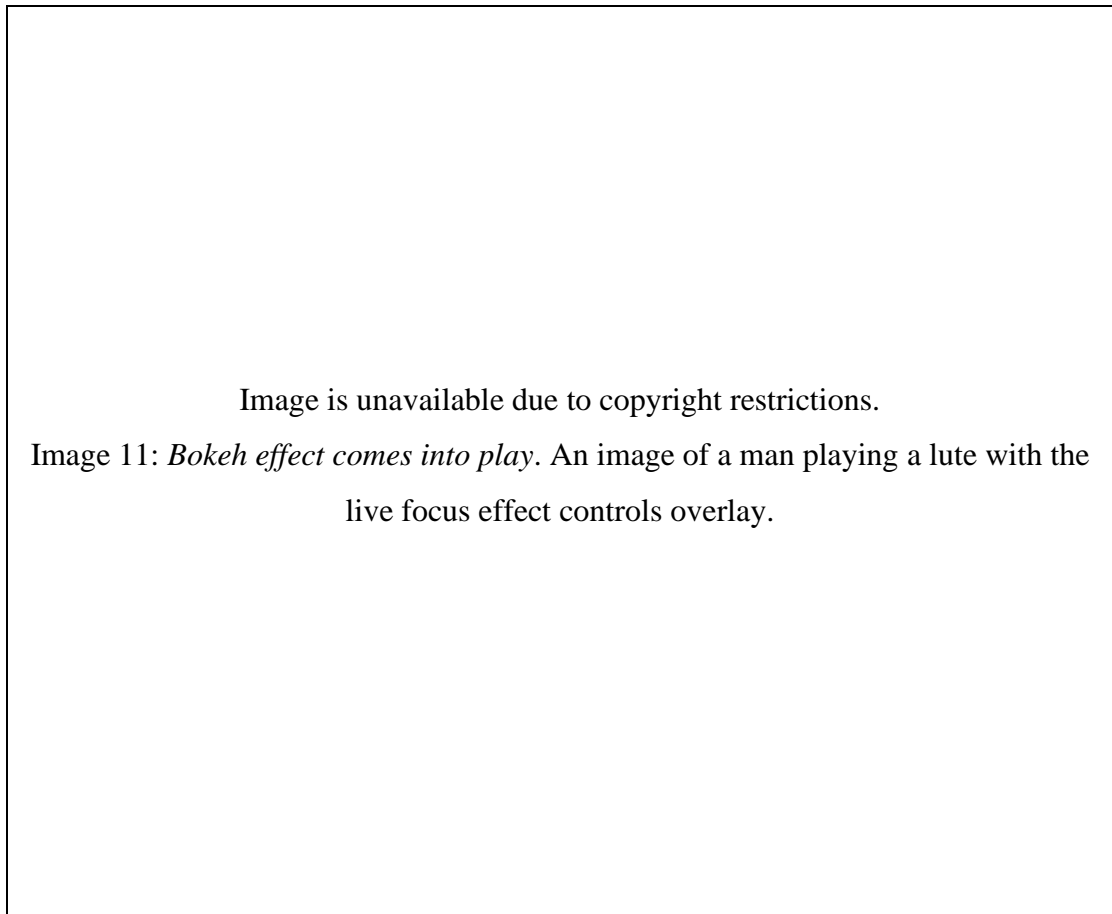 Image is unavailable due to copyright restrictions.
Image 11: Bokeh effect comes into play. An image of a man playing a lute with the
live focus effect controls overlay.